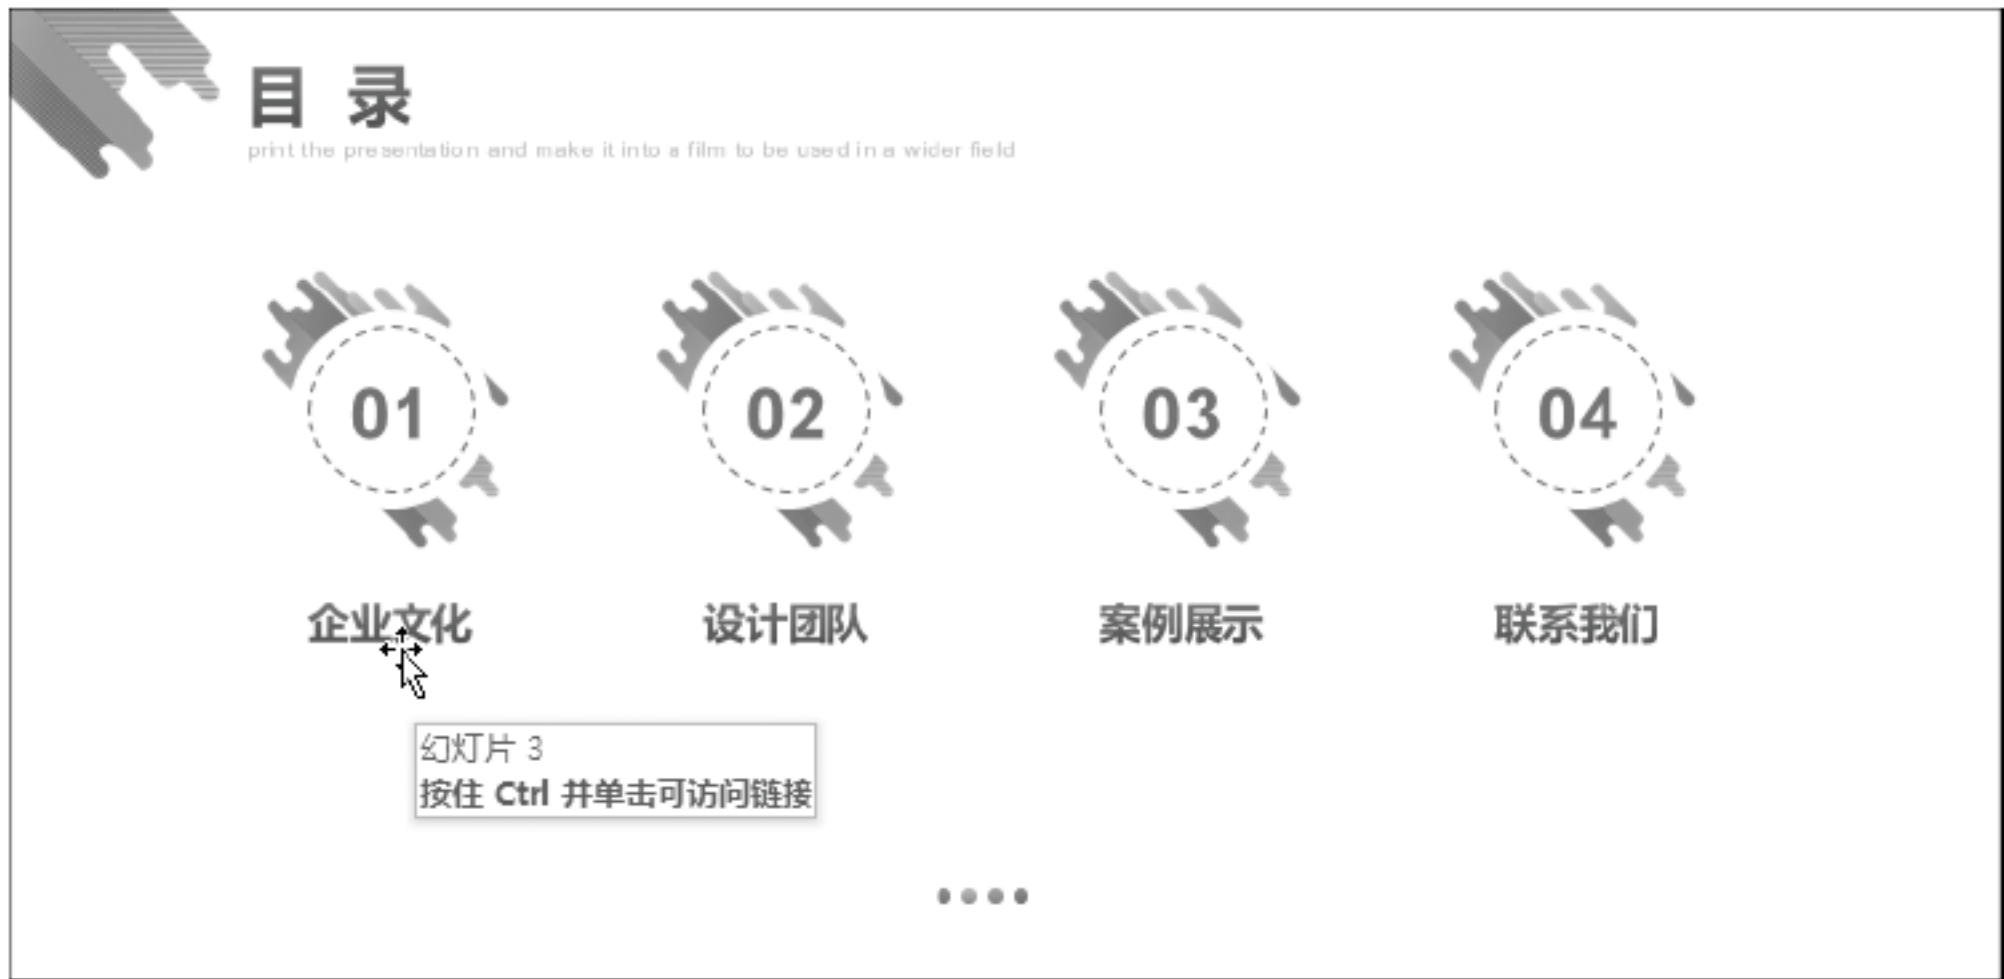 目 录
print the presentation and make it into a film to be used in a wider field
01 02 03 04
企业文化 设计团队 案例展示 联系我们
幻灯片 3
按住 Ctrl 并单击可访问链接